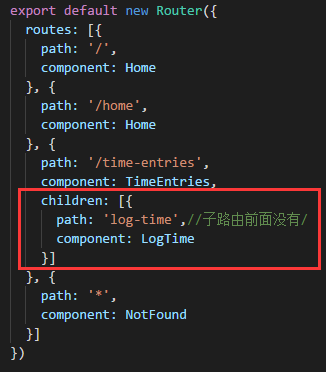 export default new Router({
  routes: [{
    path: '/',
    component: Home
  }, {
    path: '/home',
    component: Home
  }, {
    path: '/time-entries',
    component: TimeEntries,
    children: [{
      path: 'log-time',//子路由前面没有/
      component: LogTime
    }]
  }, {
    path: '*',
    component: NotFound
  }]
})